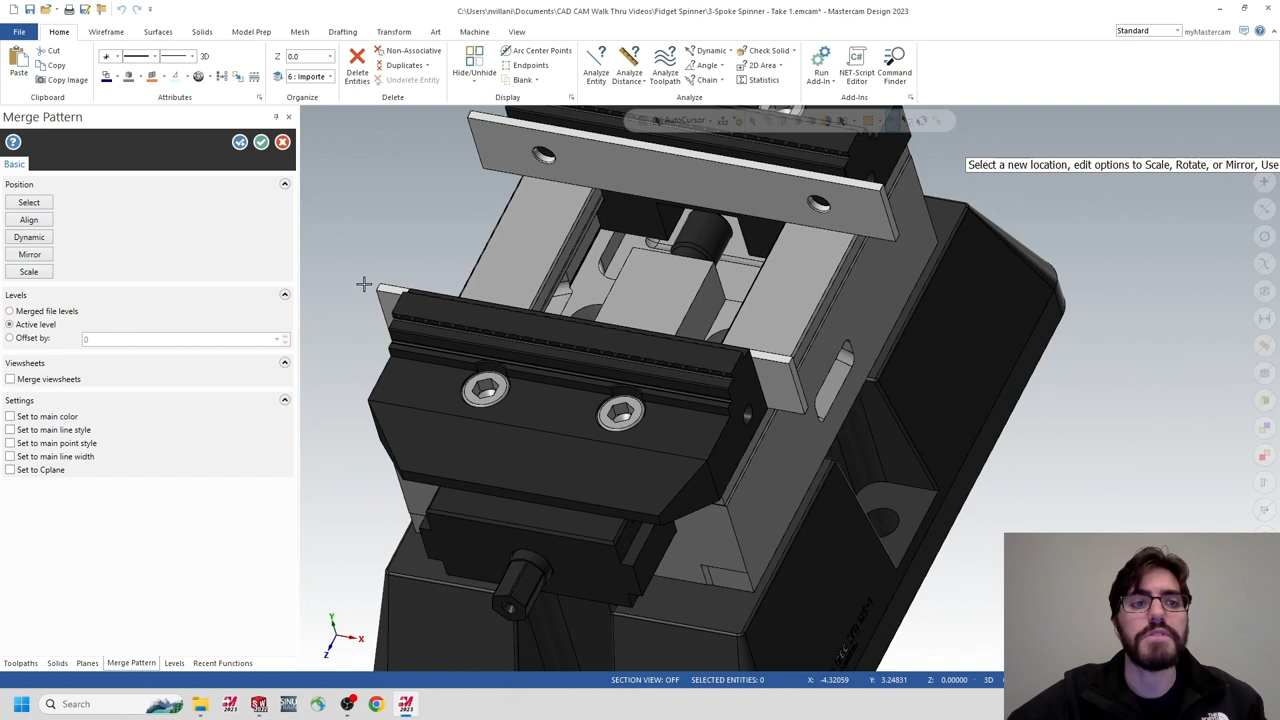 C:\Users\nvillani\Documents\CAD CAM Walk Thru Videos\Fidget Spinner\3-Spoke Spinner - Take 1.emcam* - Mastercam Design 2023
File Home Wireframe Surfaces Solids Model Prep Mesh Drafting Transform Art Machine View Standard myMastercam
Paste Cut Copy Copy Image
Clipboard
3D
Attributes
Z 0.0
6 : Importe
Organize
Delete Entities
Non-Associative
Duplicates
Undelete Entity
Delete
Hide/Unhide
Arc Center Points
Endpoints
Blank
Display
Analyze Entity
Analyze Distance
Analyze Toolpath
Dynamic
Angle
Chain
Check Solid
2D Area
Statistics
Analyze
Run Add-In
NET-Script Editor
Command Finder
Add-Ins
Merge Pattern
Basic
Position
Select
Align
Dynamic
Mirror
Scale
Levels
Merged file levels
Active level
Offset by: 0
Viewsheets
Merge viewsheets
Settings
Set to main color
Set to main line style
Set to main point style
Set to main line width
Set to Cplane
AutoCursor
Select a new location, edit options to Scale, Rotate, or Mirror, Use
Y
X
Z
Toolpaths Solids Planes Merge Pattern Levels Recent Functions
SECTION VIEW: OFF SELECTED ENTITIES: 0 X: -4.32059 Y: 3.24831 Z: 0.00000 3D
Search